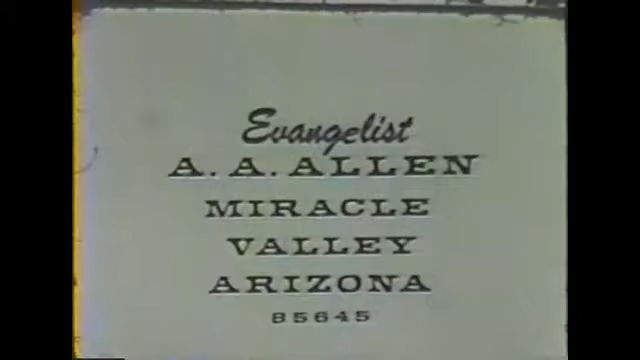 Evangelist
A. A. ALLEN
MIRACLE
VALLEY
ARIZONA
85645